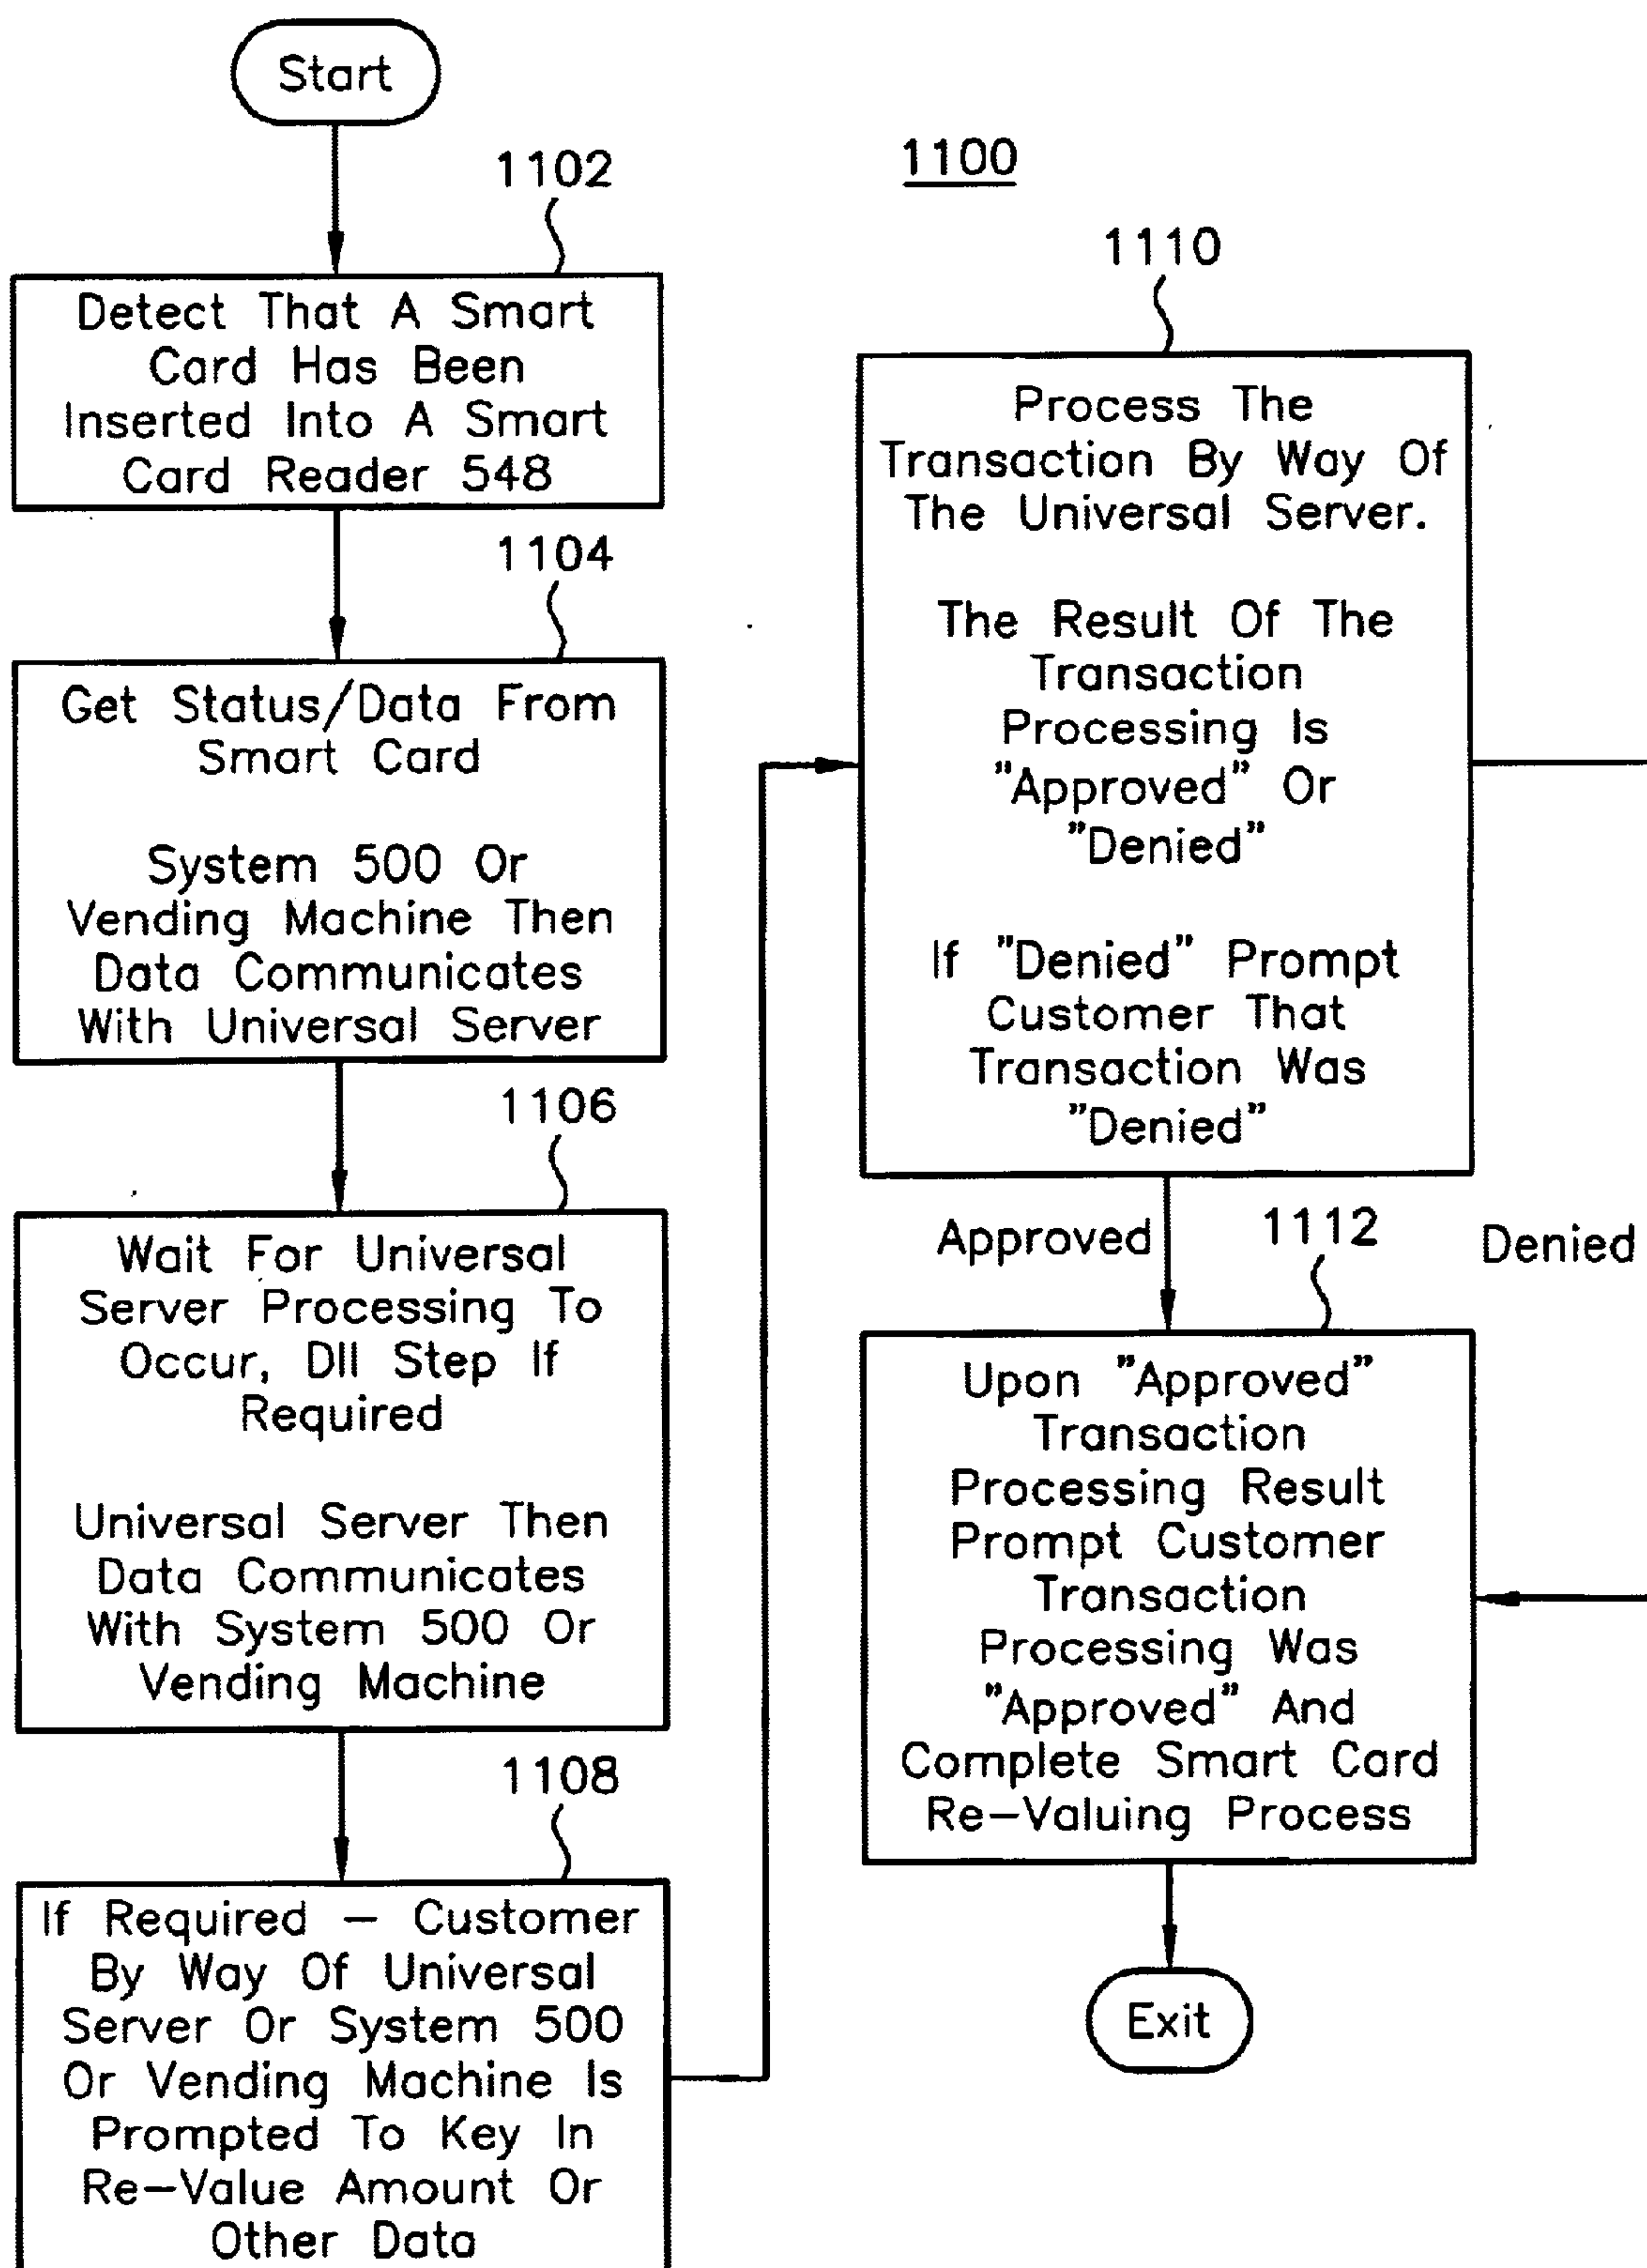 Start
1102
Detect That A Smart
Card Has Been
Inserted Into A Smart
Card Reader 548
1104
Get Status/Data From
Smart Card
System 500 Or
Vending Machine Then
Data Communicates
With Universal Server
1106
Wait For Universal
Server Processing To
Occur, DII Step If
Required
Universal Server Then
Data Communicates
With System 500 Or
Vending Machine
1108
If Required – Customer
By Way Of Universal
Server Or System 500
Or Vending Machine Is
Prompted To Key In
Re-Value Amount Or
Other Data
1100
1110
Process The
Transaction By Way Of
The Universal Server.
The Result Of The
Transaction
Processing Is
"Approved" Or
"Denied"
If "Denied" Prompt
Customer That
Transaction Was
"Denied"
Approved
1112
Denied
Upon "Approved"
Transaction
Processing Result
Prompt Customer
Transaction
Processing Was
"Approved" And
Complete Smart Card
Re-Valuing Process
Exit